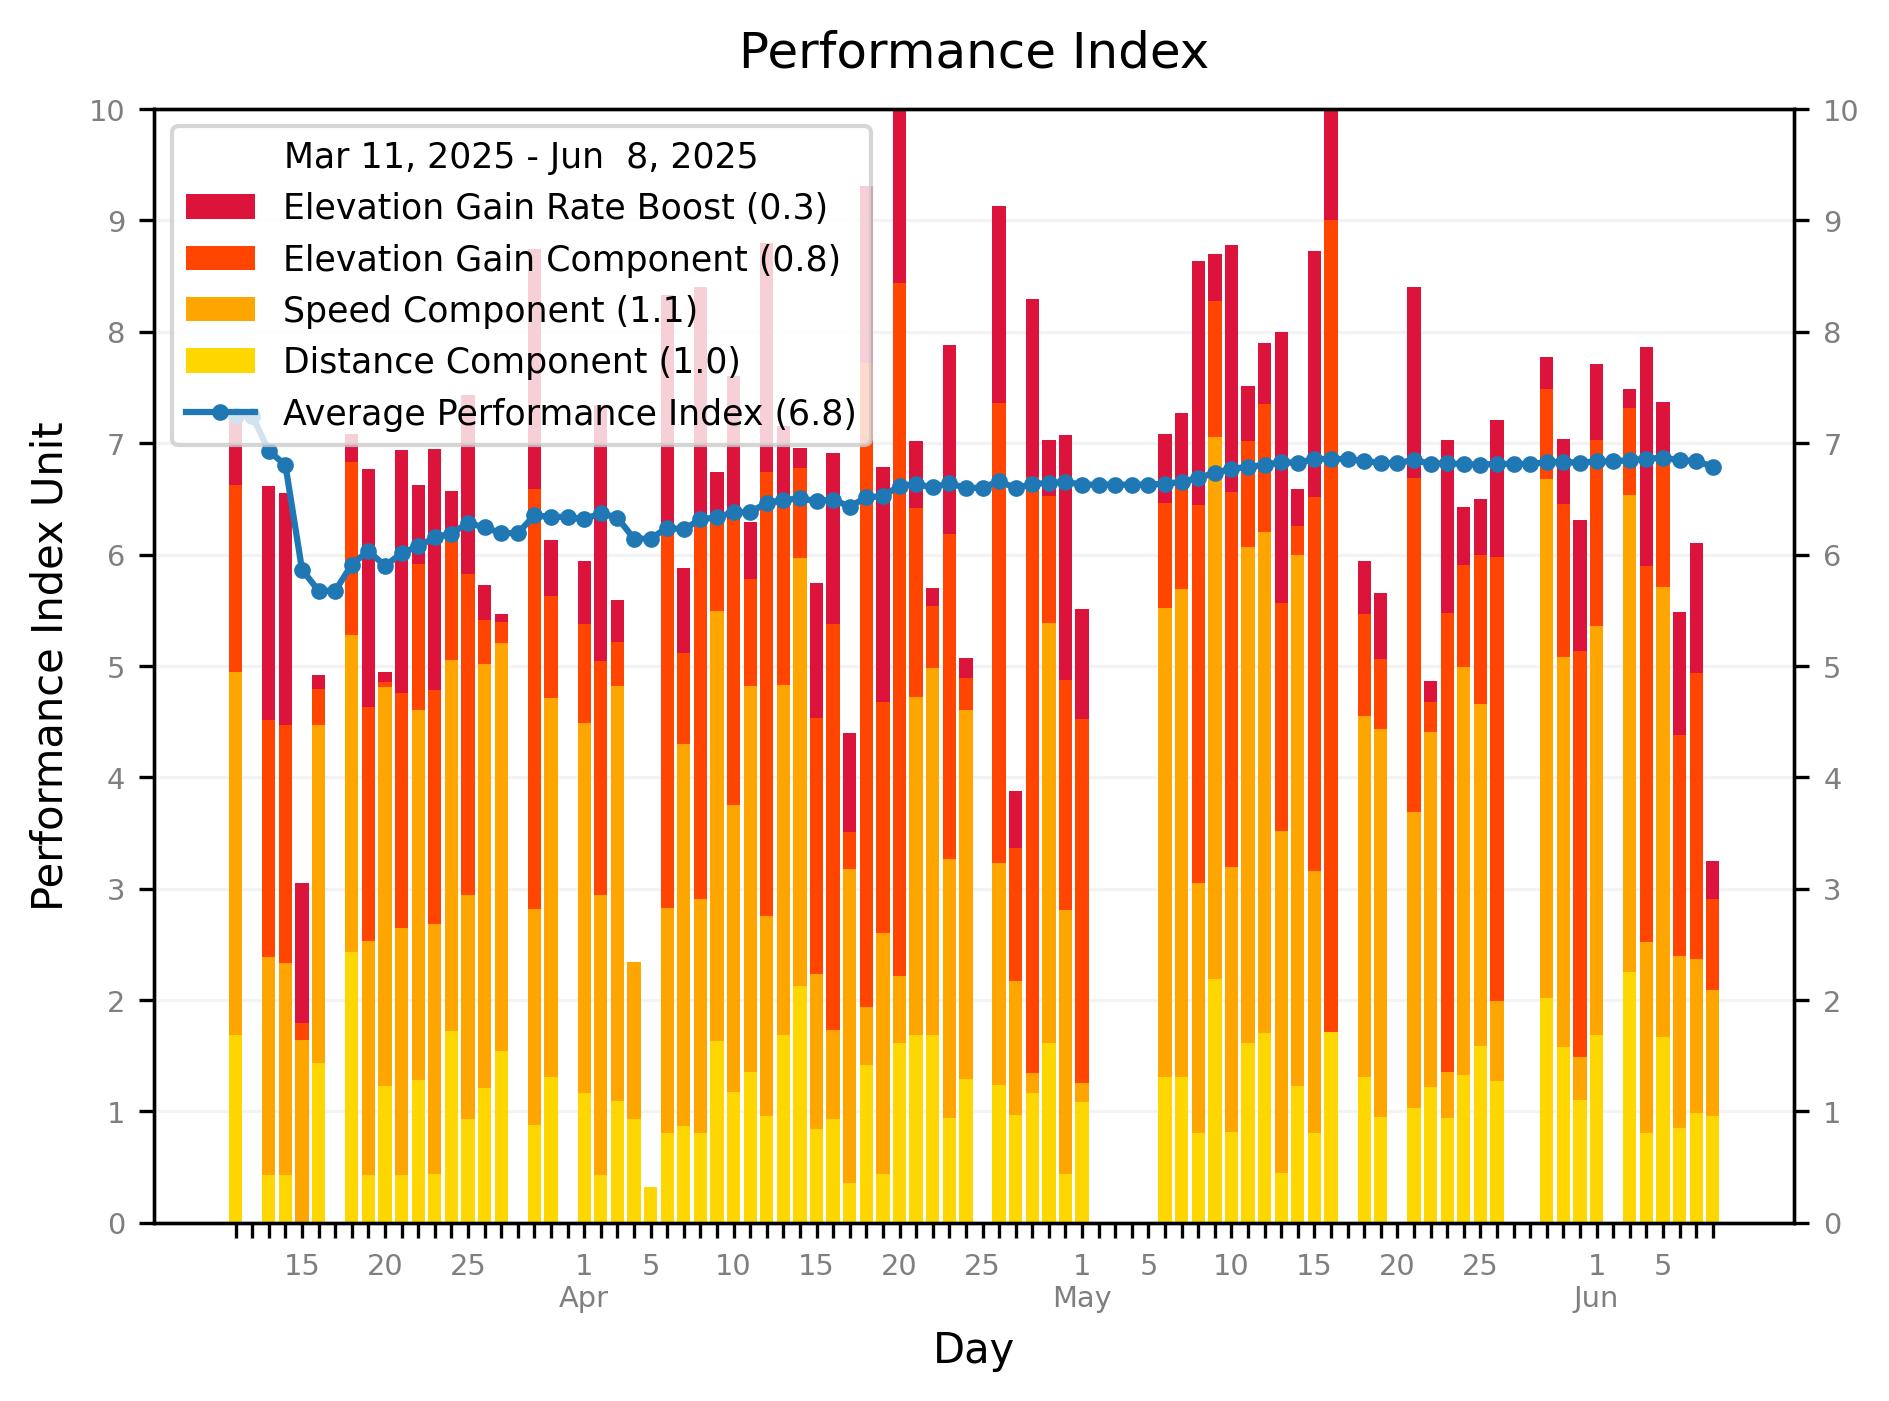 Performance Index
10
9
8
7
6
5
4
3
2
1
0
10
9
8
7
6
5
4
3
2
1
0
Performance Index Unit
Mar 11, 2025 - Jun  8, 2025
Elevation Gain Rate Boost (0.3)
Elevation Gain Component (0.8)
Speed Component (1.1)
Distance Component (1.0)
Average Performance Index (6.8)
15 20 25 1 5 10 15 20 25 1 5 10 15 20 25 1 5
Apr May Jun
Day